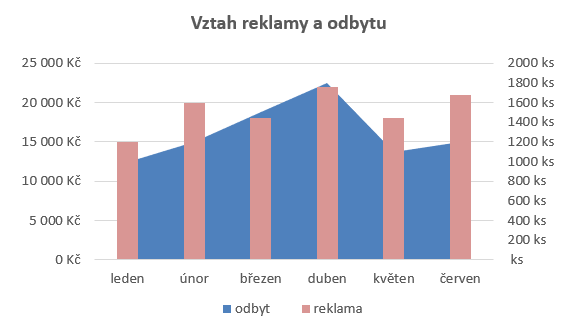 Vztah reklamy a odbytu
25 000 Kč
20 000 Kč
15 000 Kč
10 000 Kč
5 000 Kč
0 Kč
2000 ks
1800 ks
1600 ks
1400 ks
1200 ks
1000 ks
800 ks
600 ks
400 ks
200 ks
ks
leden únor březen duben květen červen
odbyt reklama